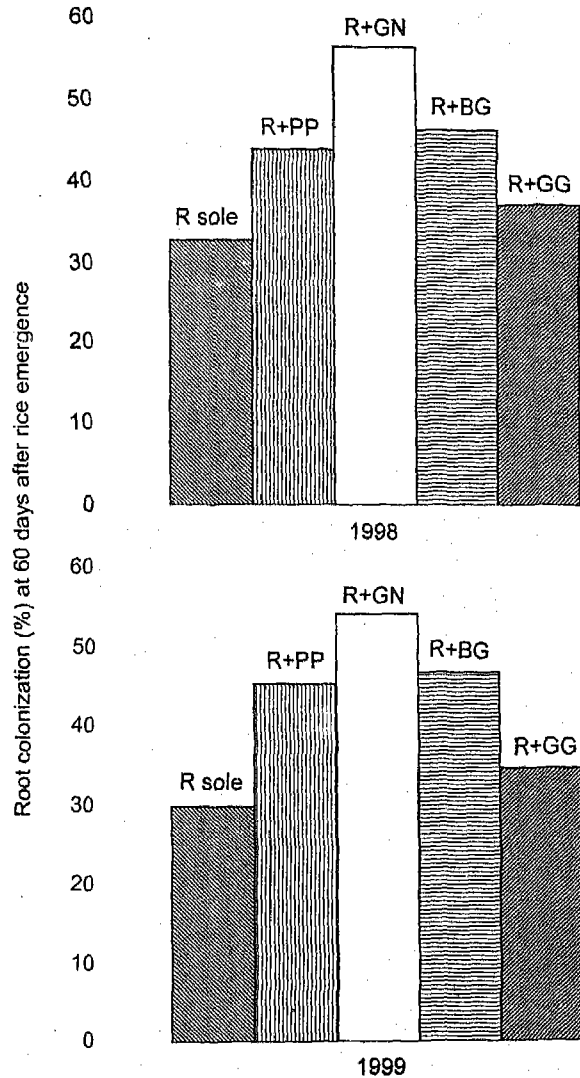 Root colonization (%) at 60 days after rice emergence
60
50
40
30
20
10
0
R sole
R+PP
R+GN
R+BG
R+GG
1998
60
50
40
30
20
10
0
R sole
R+PP
R+GN
R+BG
R+GG
1999